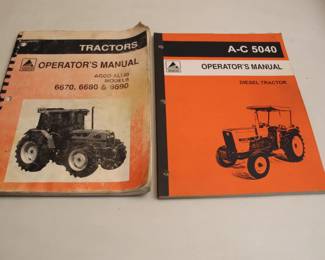 TRACTORS
OPERATOR'S MANUAL
AGCO ALLIS
MODELS
6670, 6680 & 6690
A-C 5040
OPERATOR'S MANUAL
DIESEL TRACTOR